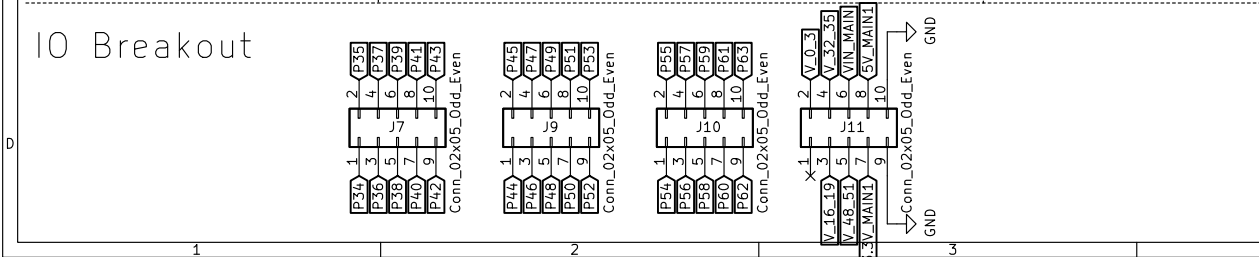 IO Breakout
P35 P37 P39 P41 P43
2 4 6 8 10
J7
1 3 5 7 9
P34 P36 P38 P40 P42
Conn_02x05_Odd_Even
P45 P47 P49 P51 P53
2 4 6 8 10
J9
1 3 5 7 9
P44 P46 P48 P50 P52
Conn_02x05_Odd_Even
P55 P57 P59 P61 P63
2 4 6 8 10
J10
1 3 5 7 9
P54 P56 P58 P60 P62
Conn_02x05_Odd_Even
V_0_3 V_32_35 VIN_MAIN 5V_MAIN1 GND
2 4 6 8 10
J11
1 3 5 7 9
V_16_19 V_48_51 3.3V_MAIN1 GND
Conn_02x05_Odd_Even
D
1 2 3